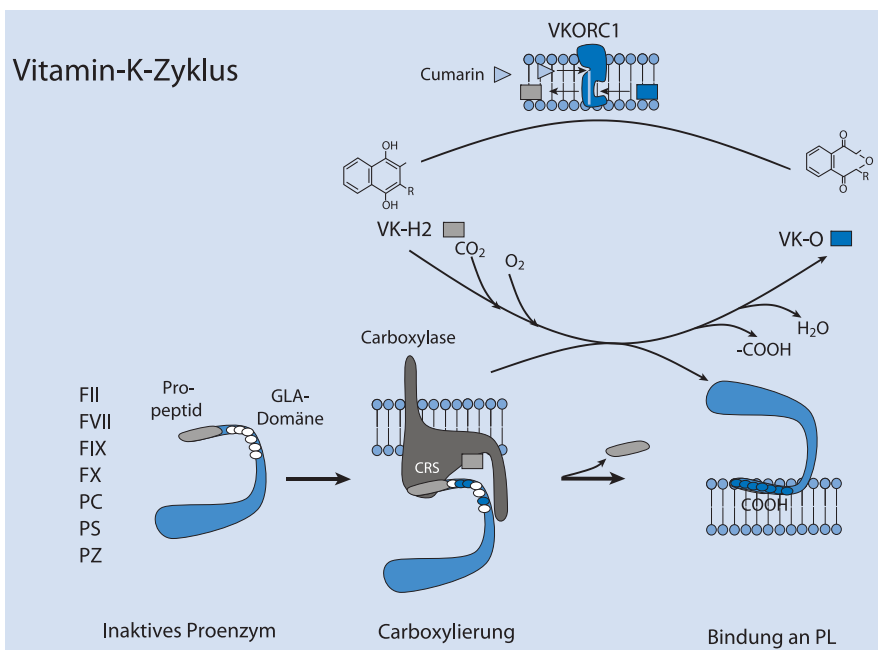 VKORC1
Vitamin-K-Zyklus
Cumarin
OH
R
OH
O
O
R
O
VK-H2
VK-O
CO2
O2
H2O
-COOH
Carboxylase
FII
FVII
FIX
FX
PC
PS
PZ
Pro-
peptid
GLA-
Domäne
CRS
COOH
Inaktives Proenzym
Carboxylierung
Bindung an PL